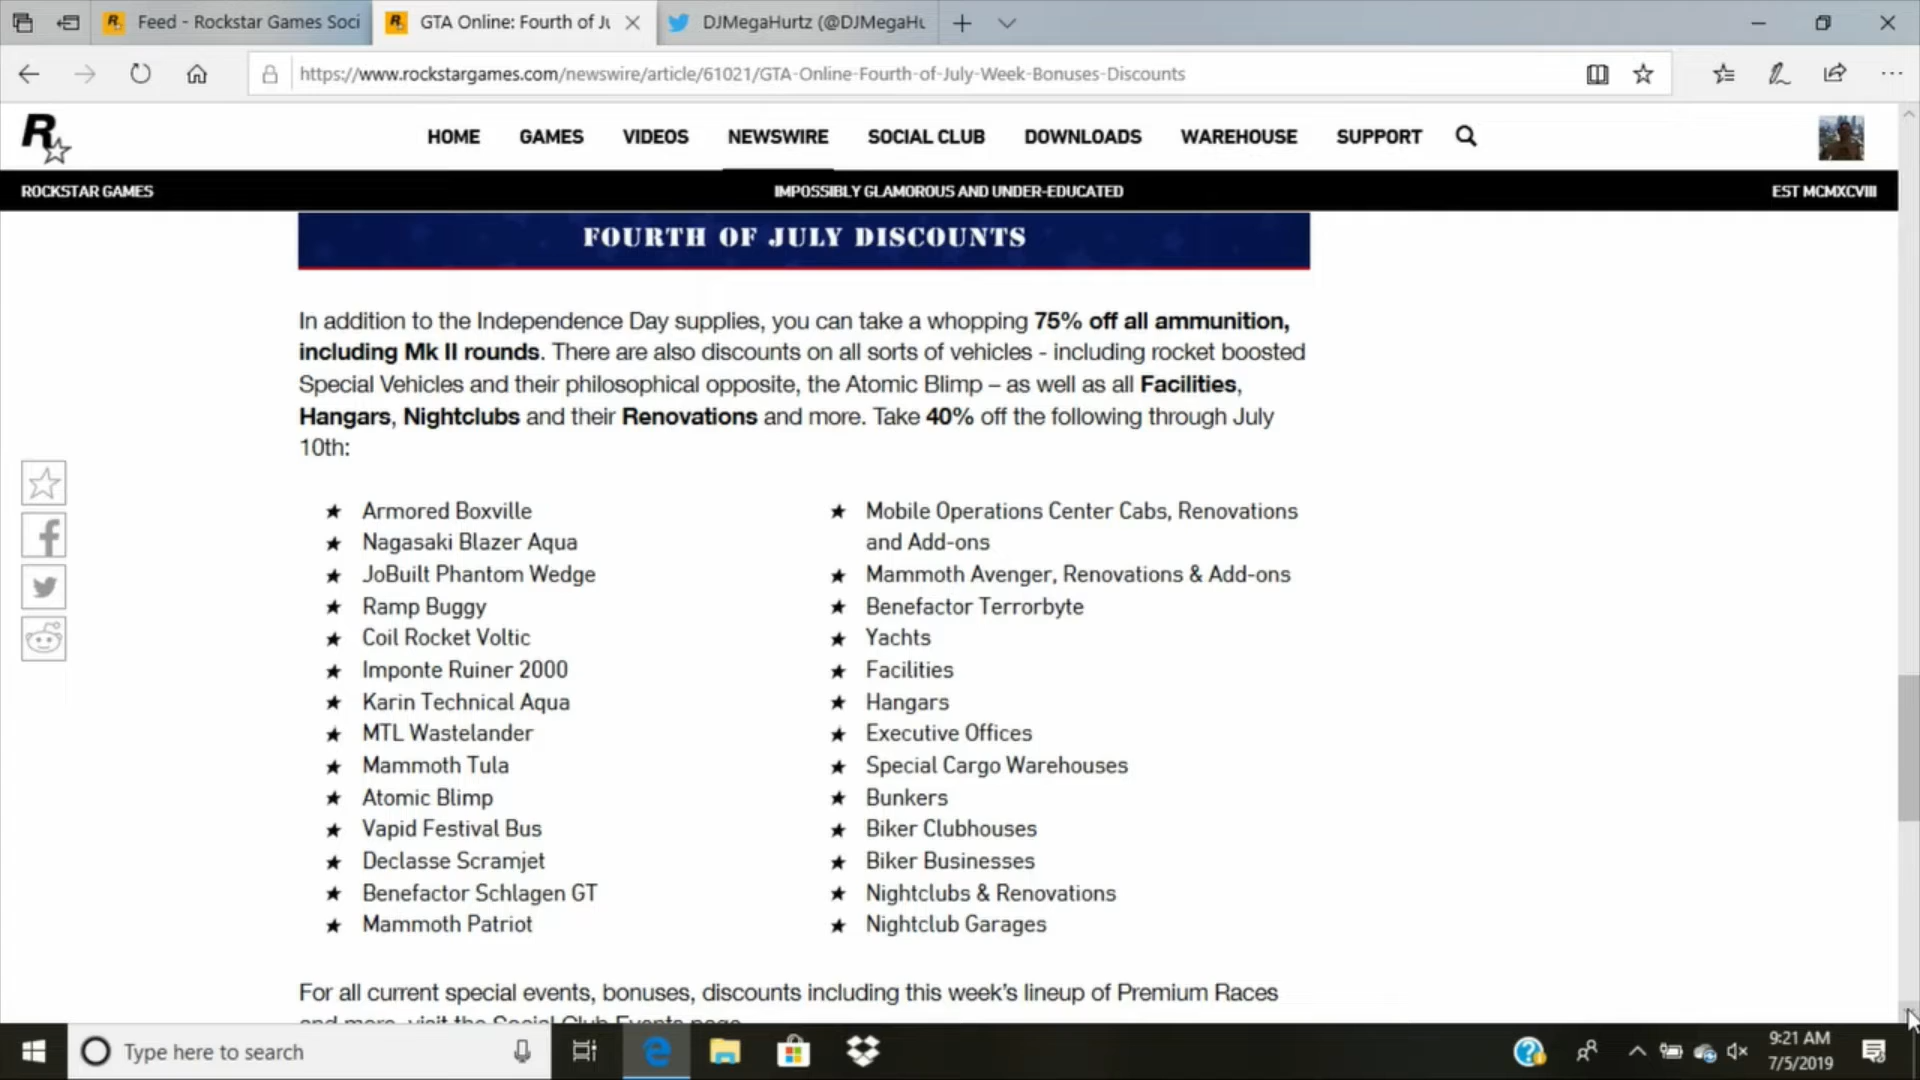 Feed - Rockstar Games Soci
GTA Online: Fourth of Ju
DJMegaHurtz (@DJMegaHu
https://www.rockstargames.com/newswire/article/61021/GTA-Online-Fourth-of-July-Week-Bonuses-Discounts
R
HOME GAMES VIDEOS NEWSWIRE SOCIAL CLUB DOWNLOADS WAREHOUSE SUPPORT
ROCKSTAR GAMES IMPOSSIBLY GLAMOROUS AND UNDER-EDUCATED EST MCMXCVIII
FOURTH OF JULY DISCOUNTS
In addition to the Independence Day supplies, you can take a whopping 75% off all ammunition,
including Mk II rounds. There are also discounts on all sorts of vehicles - including rocket boosted
Special Vehicles and their philosophical opposite, the Atomic Blimp – as well as all Facilities,
Hangars, Nightclubs and their Renovations and more. Take 40% off the following through July
10th:
★ Armored Boxville
★ Nagasaki Blazer Aqua
★ JoBuilt Phantom Wedge
★ Ramp Buggy
★ Coil Rocket Voltic
★ Imponte Ruiner 2000
★ Karin Technical Aqua
★ MTL Wastelander
★ Mammoth Tula
★ Atomic Blimp
★ Vapid Festival Bus
★ Declasse Scramjet
★ Benefactor Schlagen GT
★ Mammoth Patriot
★ Mobile Operations Center Cabs, Renovations
and Add-ons
★ Mammoth Avenger, Renovations & Add-ons
★ Benefactor Terrorbyte
★ Yachts
★ Facilities
★ Hangars
★ Executive Offices
★ Special Cargo Warehouses
★ Bunkers
★ Biker Clubhouses
★ Biker Businesses
★ Nightclubs & Renovations
★ Nightclub Garages
For all current special events, bonuses, discounts including this week's lineup of Premium Races
and more, visit the Social Club Events page
Type here to search
9:21 AM
7/5/2019